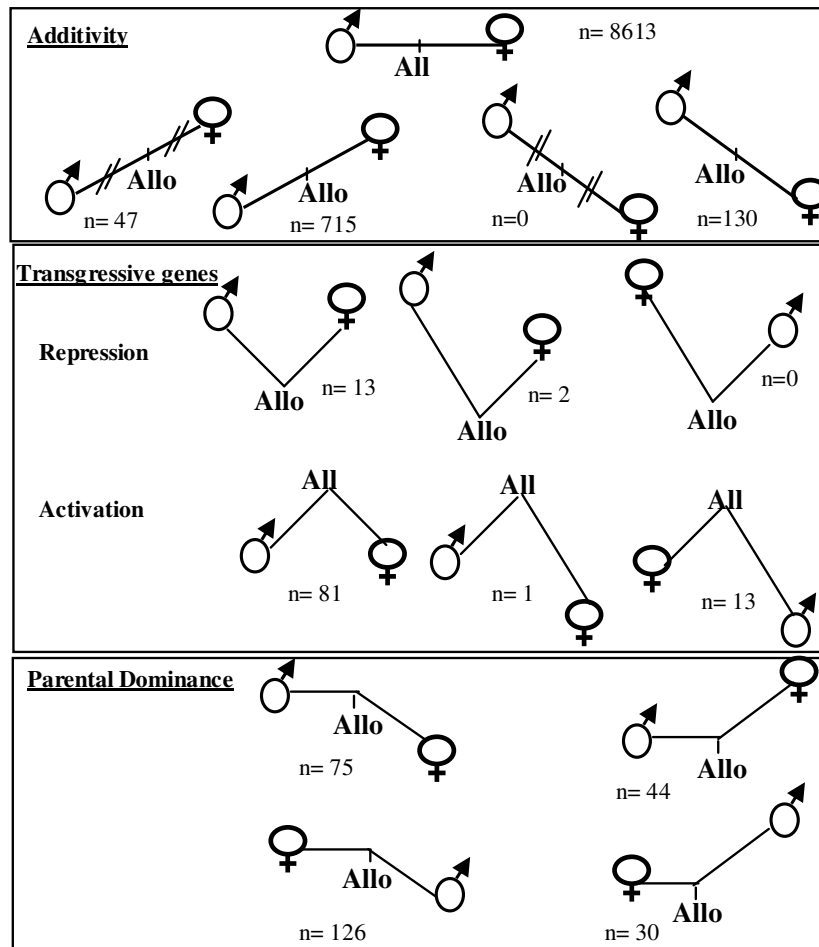 Additivity
n= 8613
All
Allo
Allo
Allo
Allo
n= 47
n= 715
n=0
n=130
Transgressive genes
Repression
Allo
n= 13
Allo
n= 2
Allo
n=0
Activation
All
All
All
n= 81
n= 1
n= 13
Parental Dominance
Allo
n= 75
Allo
n= 44
Allo
n= 126
Allo
n= 30